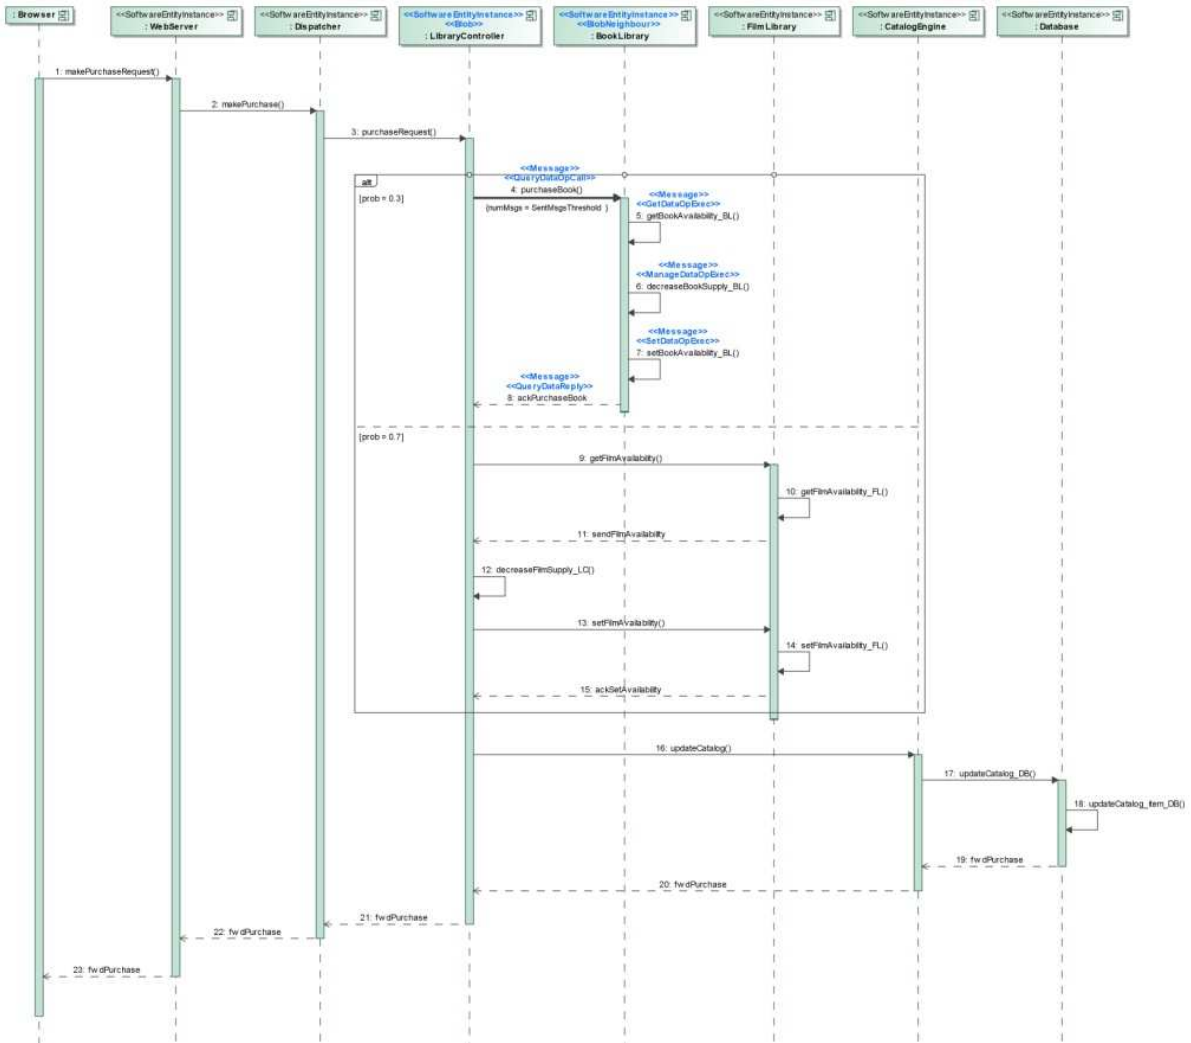 : Browser
<<SoftwareEntityInstance>>
: WebServer
<<SoftwareEntityInstance>>
: Dispatcher
<<SoftwareEntityInstance>>
<<Blob>>
: LibraryController
<<SoftwareEntityInstance>>
<<BlobNeighbour>>
: BookLibrary
<<SoftwareEntityInstance>>
: FilmLibrary
<<SoftwareEntityInstance>>
: CatalogEngine
<<SoftwareEntityInstance>>
: Database
1: makePurchaseRequest()
2: makePurchase()
3: purchaseRequest()
alt
[prob = 0.3]
<<Message>>
<<QueryDataOpCall>>
4: purchaseBook()
(numMsgs = SentMsgsThreshold )
<<Message>>
<<GetDataOpExec>>
5: getBookAvailability_BL()
<<Message>>
<<ManageDataOpExec>>
6: decreaseBookSupply_BL()
<<Message>>
<<SetDataOpExec>>
7: setBookAvailability_BL()
<<Message>>
<<QueryDataReply>>
8: ackPurchaseBook
[prob = 0.7]
9: getFilmAvailability()
10: getFilmAvailability_FL()
11: sendFilmAvailability
12: decreaseFilmSupply_LC()
13: setFilmAvailability()
14: setFilmAvailability_FL()
15: ackSetAvailability
16: updateCatalog()
17: updateCatalog_DB()
18: updateCatalog_item_DB()
19: fwdPurchase
20: fwdPurchase
21: fwdPurchase
22: fwdPurchase
23: fwdPurchase